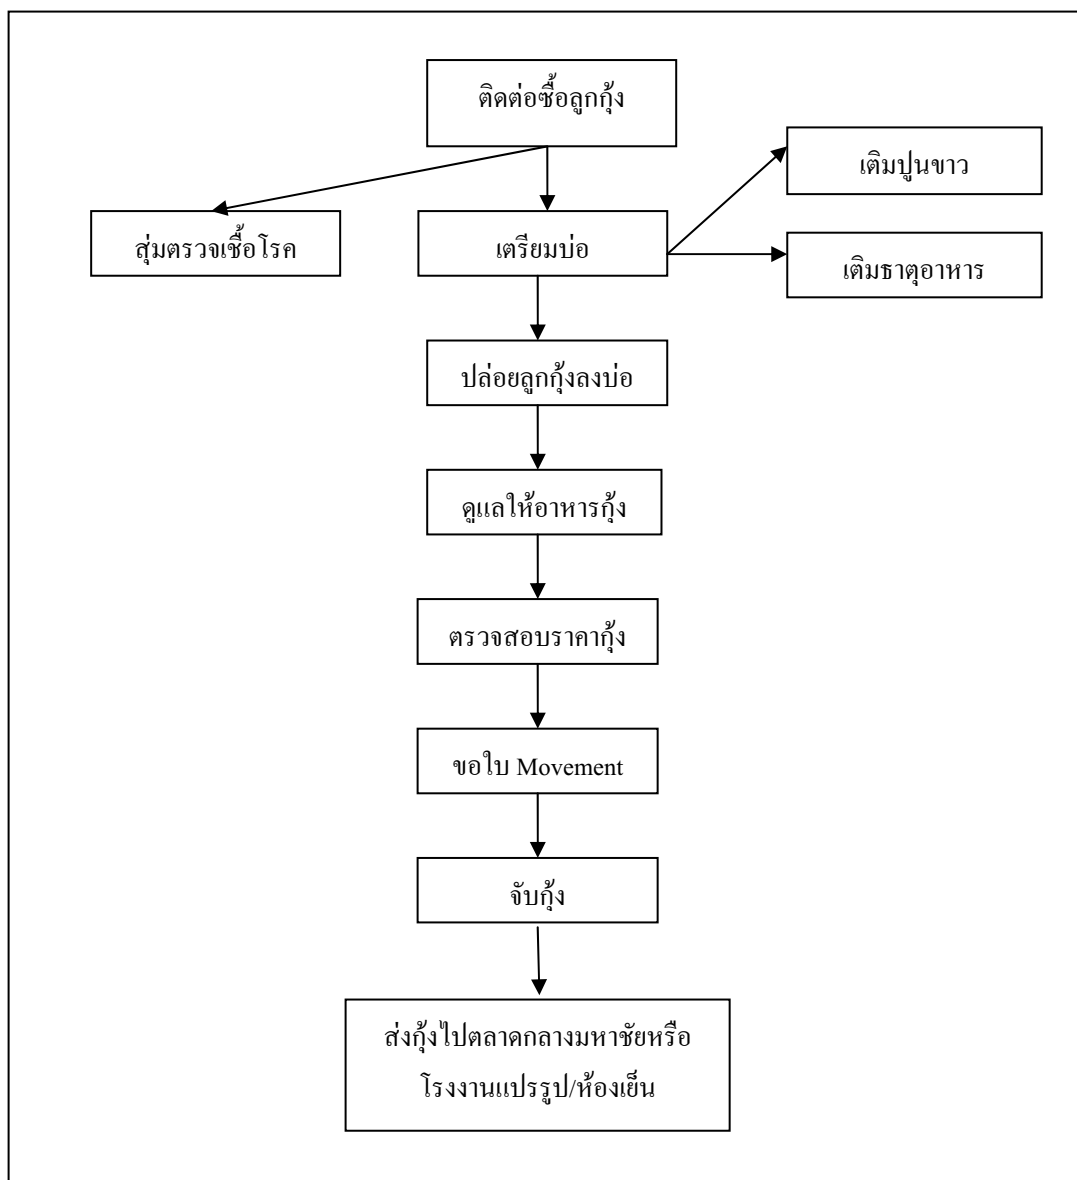 ติดต่อซื้อลูกกุ้ง
เติมปูนขาว
สุ่มตรวจเชื้อโรค
เตรียมบ่อ
เติมธาตุอาหาร
ปล่อยลูกกุ้งลงบ่อ
ดูแลให้อาหารกุ้ง
ตรวจสอบราคากุ้ง
ขอใบ Movement
จับกุ้ง
ส่งกุ้งไปตลาดกลางมหาชัยหรือ
โรงงานแปรรูป/ห้องเย็น